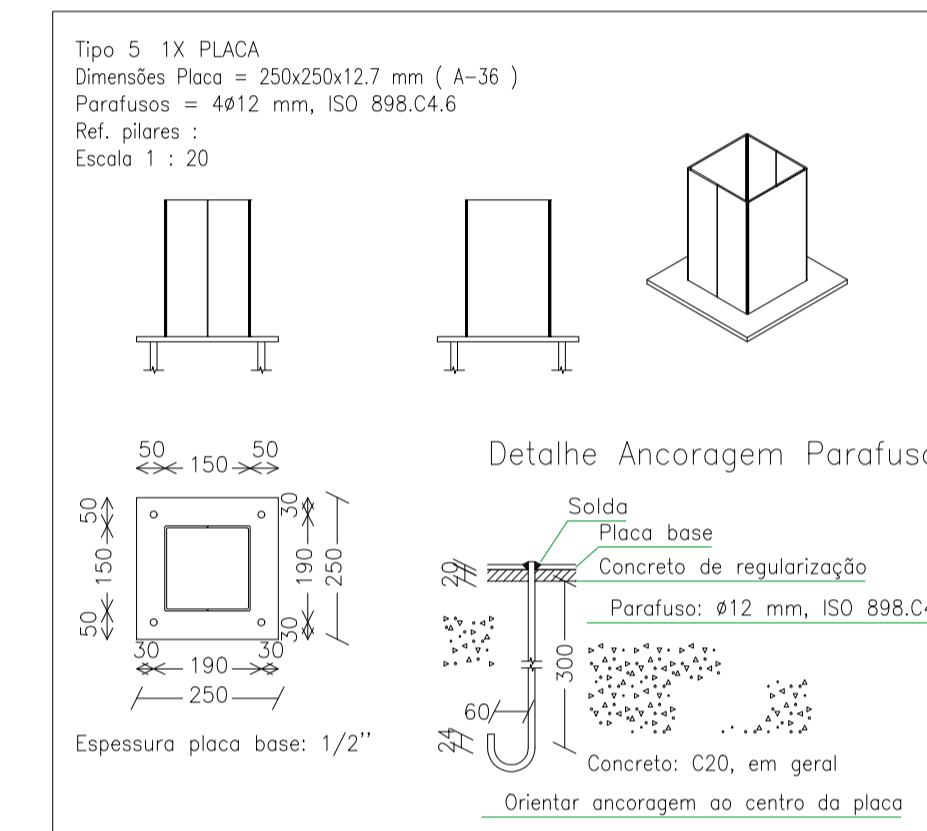 Tipo 5 1X PLACA
Dimensões Placa = 250x250x12.7 mm ( A-36 )
Parafusos = 4ø12 mm, ISO 898.C4.6
Ref. pilares :
Escala 1 : 20
50 150 50
50 150 50
30 190 30
250
30 190 30
250
Espessura placa base: 1/2''
Detalhe Ancoragem Parafuso
Solda
Placa base
Concreto de regularização
Parafuso: ø12 mm, ISO 898.C4
20
300
60
24
Concreto: C20, em geral
Orientar ancoragem ao centro da placa